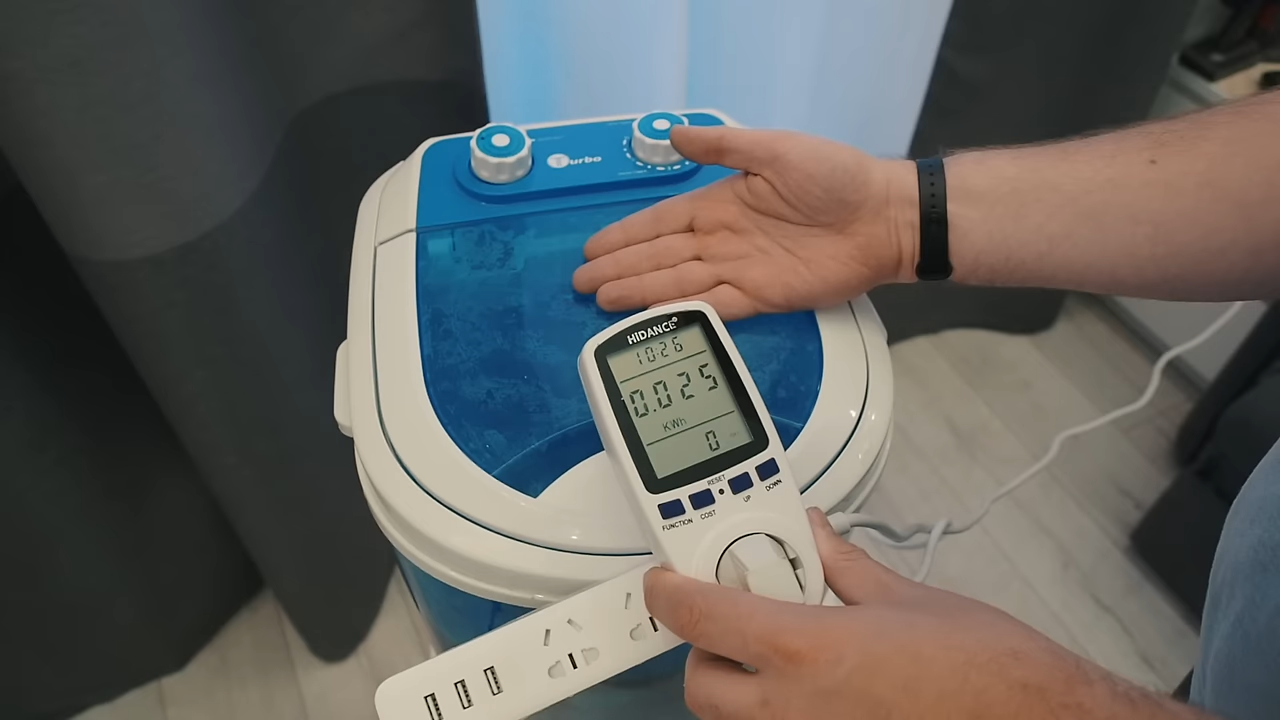 Turbo
HIDANCE
10:26
0.025
KWh
0
RESET
FUNCTION COST UP DOWN